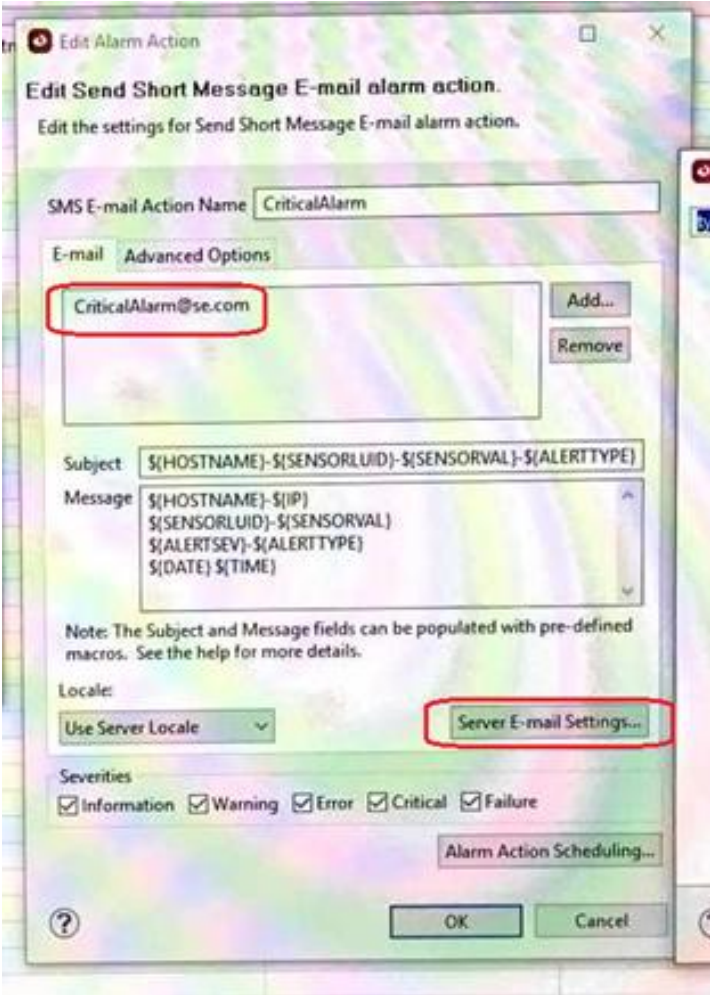 Edit Alarm Action
Edit Send Short Message E-mail alarm action.
Edit the settings for Send Short Message E-mail alarm action.
SMS E-mail Action Name CriticalAlarm
E-mail Advanced Options
CriticalAlarm@se.com
Add...
Remove
Subject ${HOSTNAME}-${SENSORLUID}-${SENSORVAL}-${ALERTTYPE}
Message ${HOSTNAME}-${IP}
${SENSORLUID}-${SENSORVAL}
${ALERTSEV}-${ALERTTYPE}
${DATE} ${TIME}
Note: The Subject and Message fields can be populated with pre-defined
macros. See the help for more details.
Locale:
Use Server Locale
Server E-mail Settings...
Severities
Information Warning Error Critical Failure
Alarm Action Scheduling...
? OK Cancel